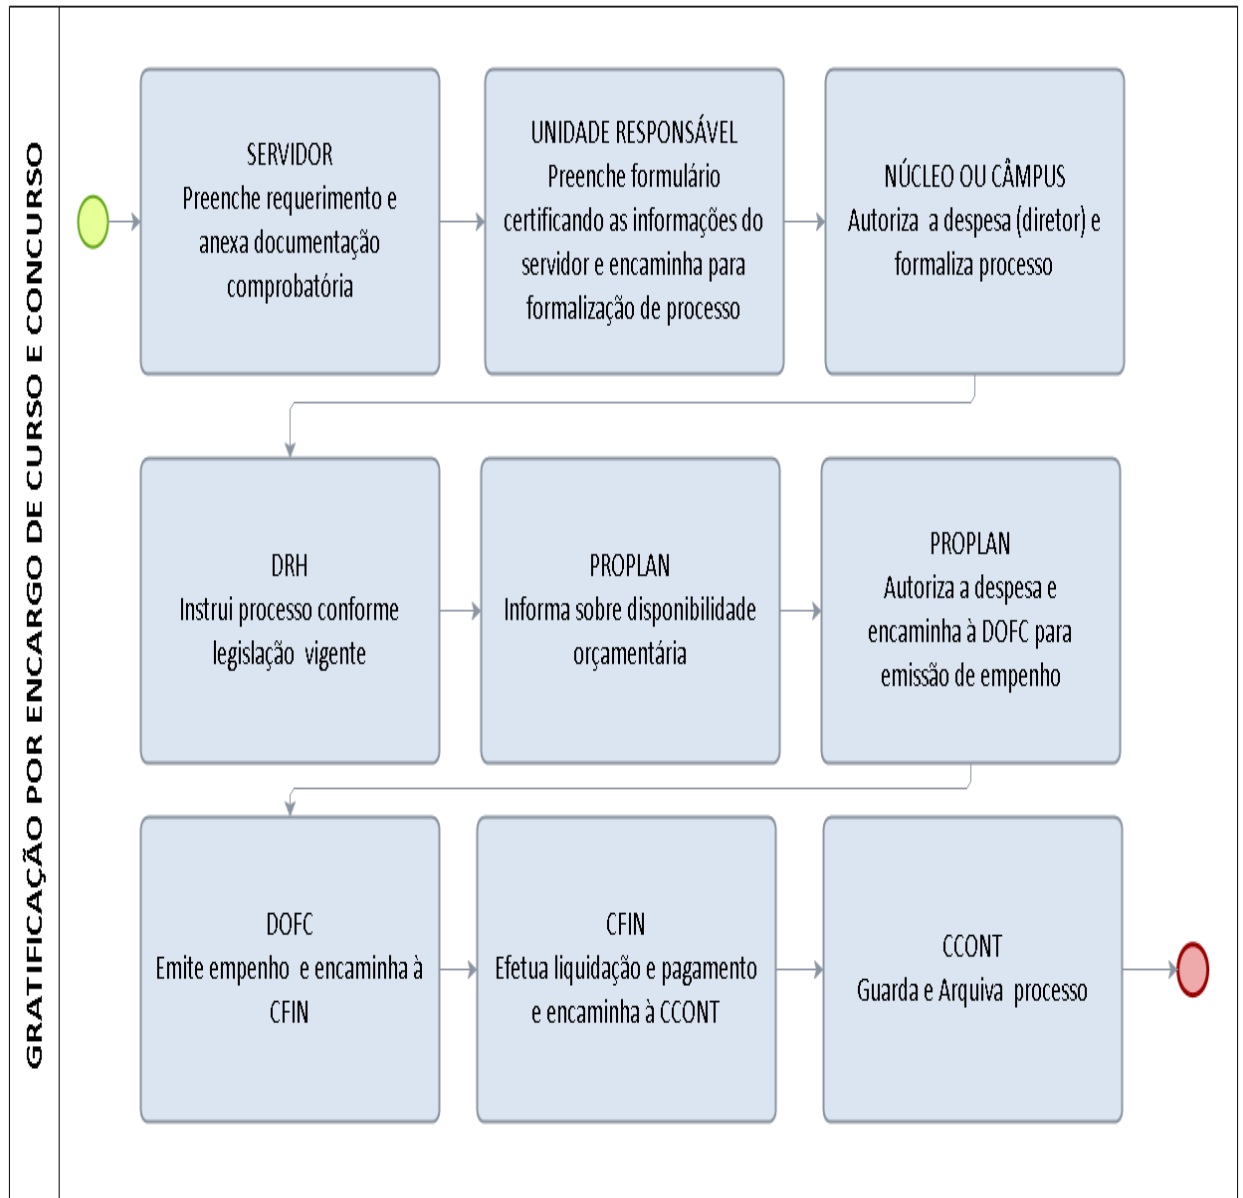 GRATIFICAÇÃO POR ENCARGO DE CURSO E CONCURSO
SERVIDOR
Preenche requerimento e
anexa documentação
comprobatória
UNIDADE RESPONSÁVEL
Preenche formulário
certificando as informações do
servidor e encaminha para
formalização de processo
NÚCLEO OU CÂMPUS
Autoriza a despesa (diretor) e
formaliza processo
DRH
Instrui processo conforme
legislação vigente
PROPLAN
Informa sobre disponibilidade
orçamentária
PROPLAN
Autoriza a despesa e
encaminha à DOFC para
emissão de empenho
DOFC
Emite empenho e encaminha à
CFIN
CFIN
Efetua liquidação e pagamento
e encaminha à CCONT
CCONT
Guarda e Arquiva processo